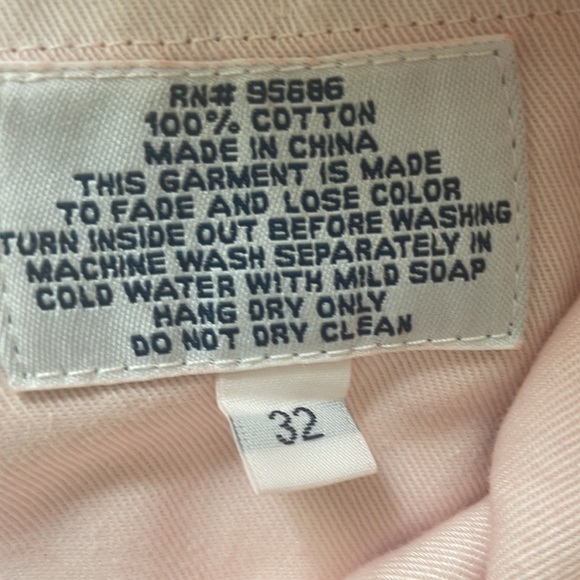 RN# 95686
100% COTTON
MADE IN CHINA
THIS GARMENT IS MADE
TO FADE AND LOSE COLOR
TURN INSIDE OUT BEFORE WASHING
MACHINE WASH SEPARATELY IN
COLD WATER WITH MILD SOAP
HANG DRY ONLY
DO NOT DRY CLEAN
32